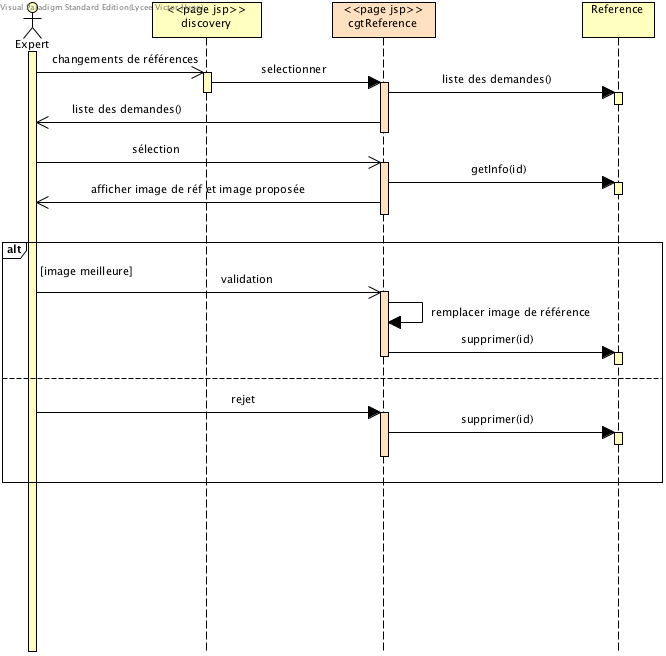 Visual Paradigm Standard Edition(Lycee Victor
<<page jsp>>
discovery
<<page jsp>>
cgtReference
Reference
Expert
changements de références
selectionner
liste des demandes()
liste des demandes()
sélection
getInfo(id)
afficher image de réf et image proposée
alt
[image meilleure]
validation
remplacer image de référence
supprimer(id)
rejet
supprimer(id)